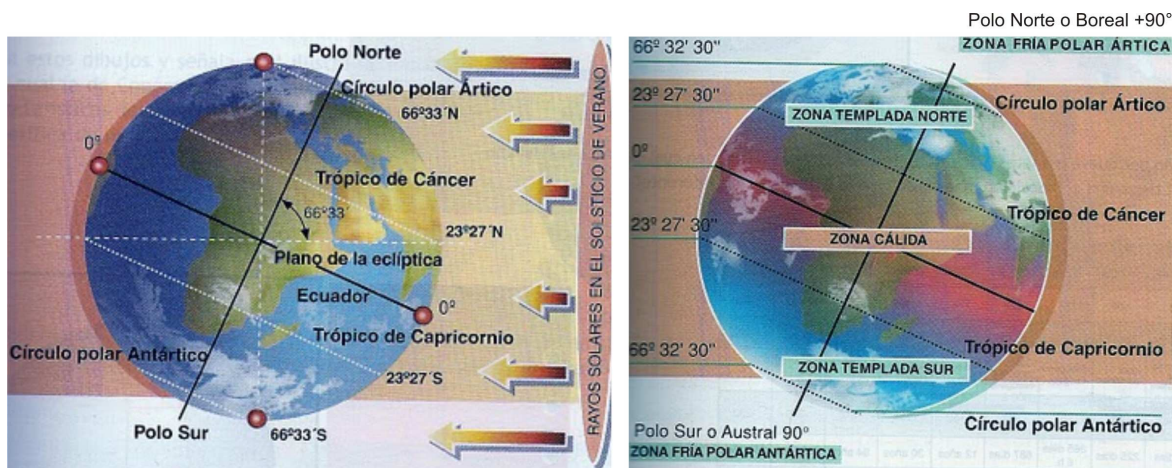 Polo Norte o Boreal +90°
Polo Norte
Círculo polar Ártico
66º33´N
0º
Trópico de Cáncer
66º33´
23º27´N
Plano de la eclíptica
Ecuador
0º
Trópico de Capricornio
Círculo polar Antártico
23º27´S
Polo Sur
66º33´S
RAYOS SOLARES EN EL SOLSTICIO DE VERANO
66º 32' 30"
ZONA FRÍA POLAR ÁRTICA
23º 27' 30"
Círculo polar Ártico
ZONA TEMPLADA NORTE
0º
Trópico de Cáncer
23º 27' 30"
ZONA CÁLIDA
66º 32' 30"
Trópico de Capricornio
ZONA TEMPLADA SUR
Círculo polar Antártico
Polo Sur o Austral 90°
ZONA FRÍA POLAR ANTÁRTICA